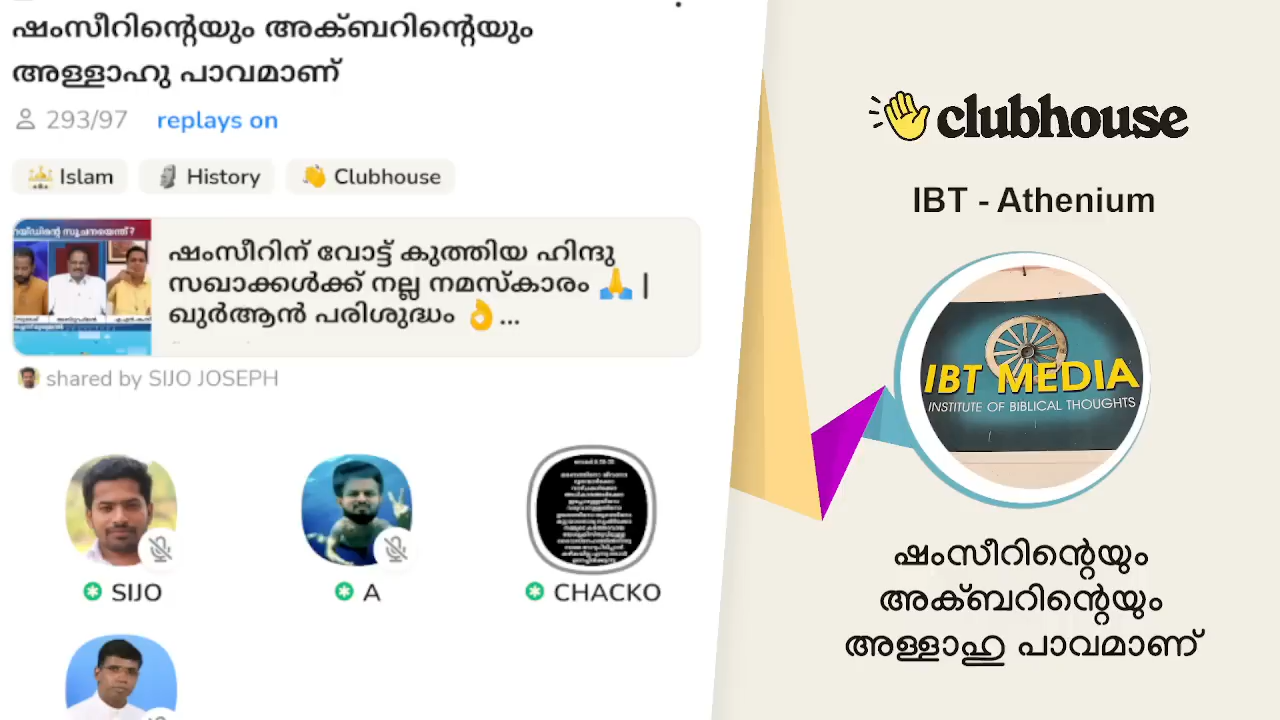 ഷംസീറിന്റെയും അക്ബറിന്റെയും
അള്ളാഹു പാവമാണ്
293/97 replays on
Islam
History
Clubhouse
ഷംസീറിന് വോട്ട് കുത്തിയ ഹിന്ദു
സഖാക്കൾക്ക് നല്ല നമസ്കാരം 🙏 |
ഖുർആൻ പരിശുദ്ധം 👌...
shared by SIJO JOSEPH
SIJO
A
CHACKO
clubhouse
IBT - Athenium
IBT MEDIA
INSTITUTE OF BIBLICAL THOUGHTS
ഷംസീറിന്റെയും
അക്ബറിന്റെയും
അള്ളാഹു പാവമാണ്